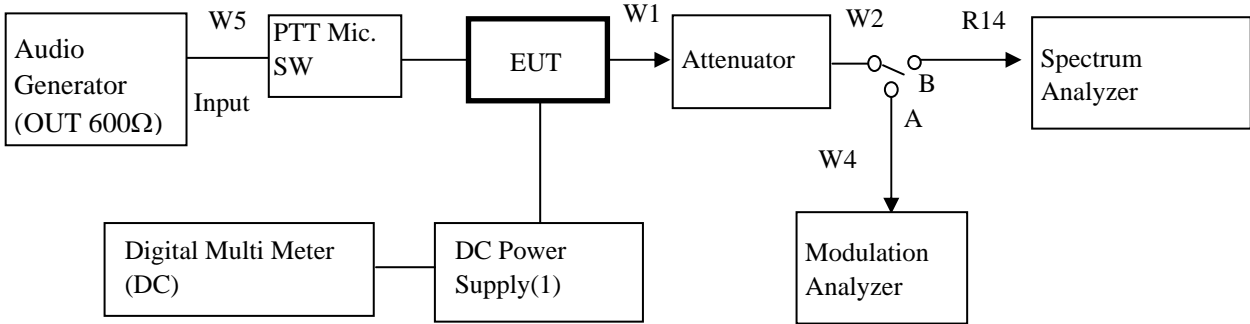 W5
W1
W2
R14
Audio
Generator
(OUT 600Ω)
Input
PTT Mic.
SW
EUT
Attenuator
B
A
Spectrum
Analyzer
W4
Digital Multi Meter
(DC)
DC Power
Supply(1)
Modulation
Analyzer